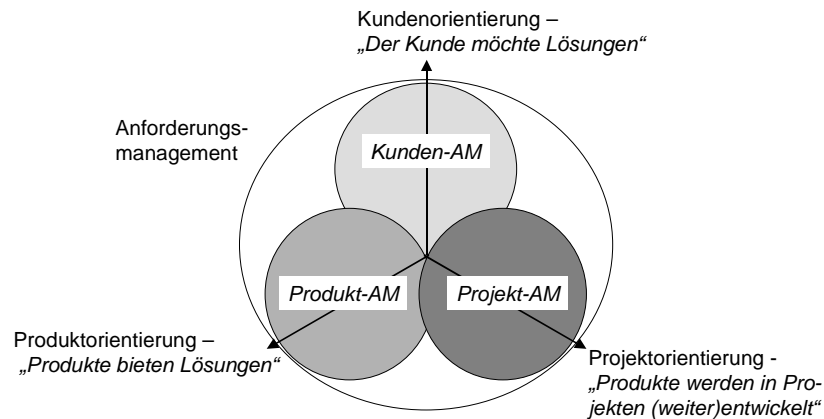 Kundenorientierung –
„Der Kunde möchte Lösungen“
Anforderungs-
management
Kunden-AM
Produkt-AM
Projekt-AM
Produktorientierung –
„Produkte bieten Lösungen“
Projektorientierung -
„Produkte werden in Pro-
jekten (weiter)entwickelt“